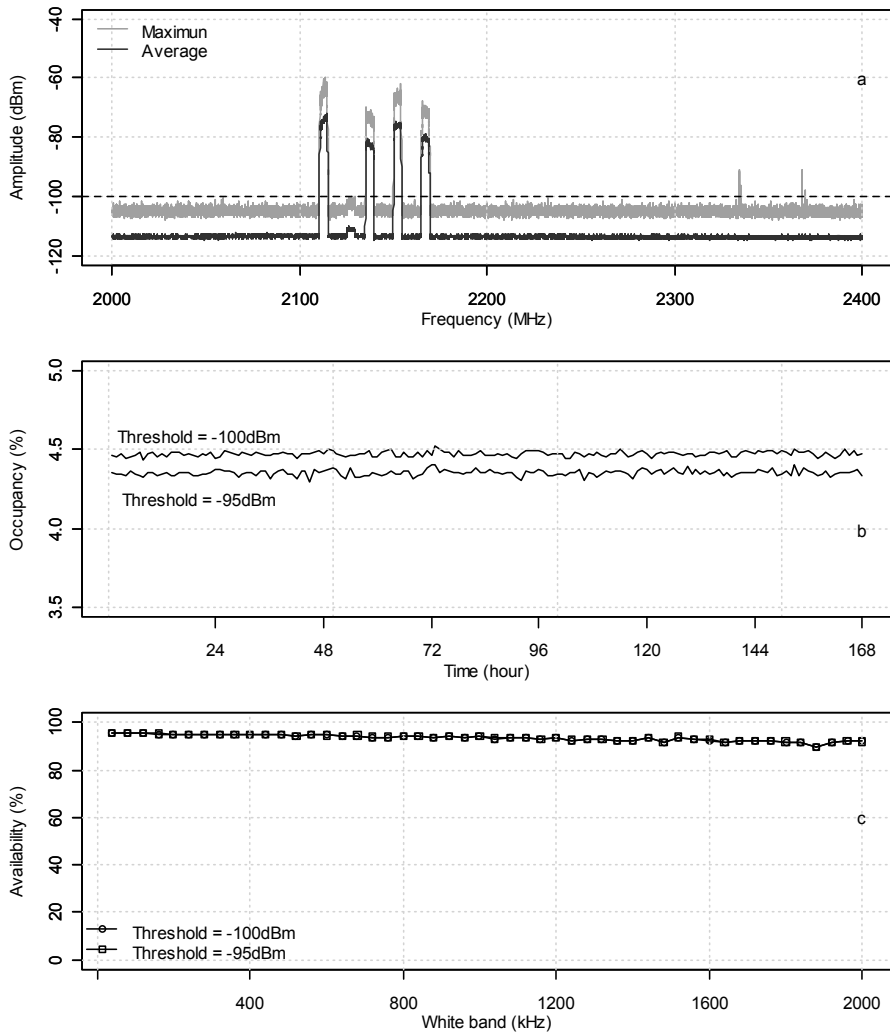 Maximun
Average
a
Amplitude (dBm)
-40
-60
-80
-100
-120
2000
2100
2200
2300
2400
Frequency (MHz)
Threshold = -100dBm
Threshold = -95dBm
b
Occupancy (%)
5.0
4.5
4.0
3.5
24
48
72
96
120
144
168
Time (hour)
c
Availability (%)
100
80
60
40
20
0
Threshold = -100dBm
Threshold = -95dBm
400
800
1200
1600
2000
White band (kHz)